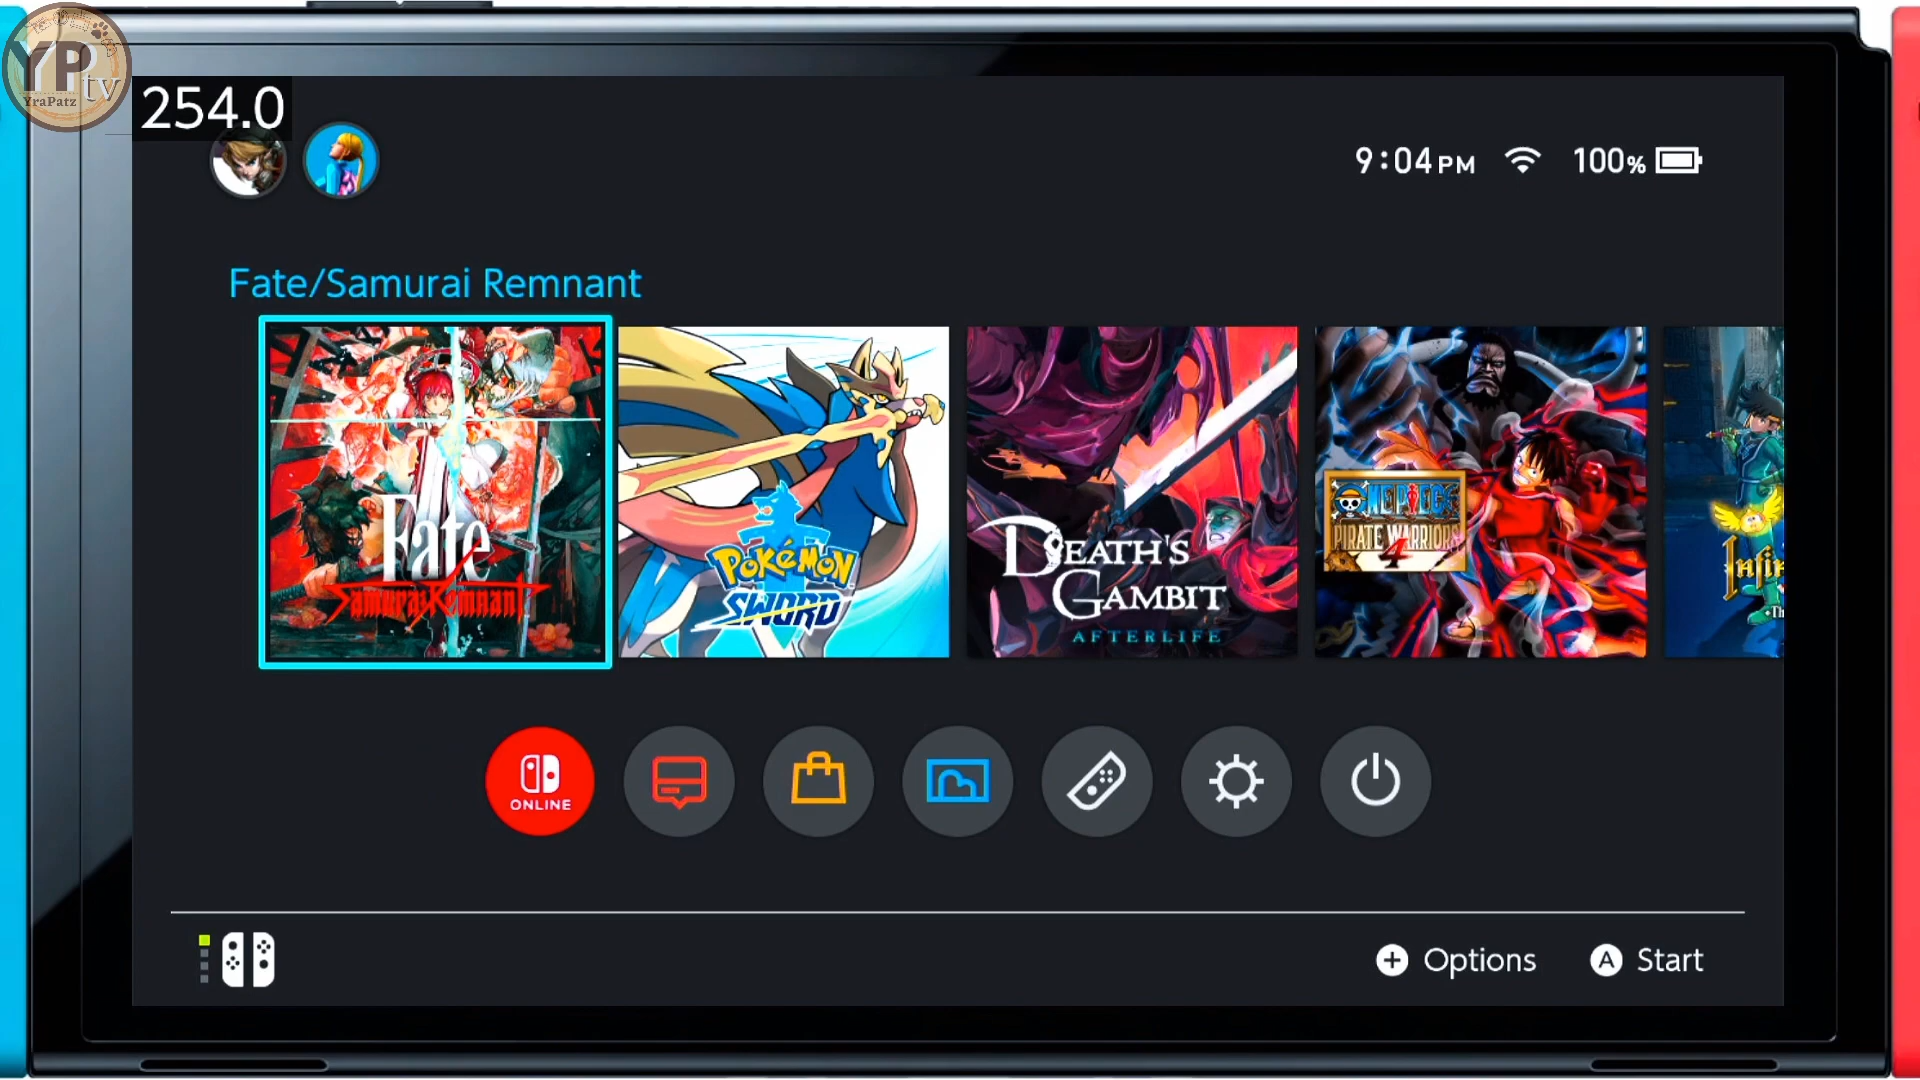 YP
tv
YraPatz
254.0
9:04 PM
100%
Fate/Samurai Remnant
Fate
Samurai Remnant
POKéMON
SWORD
DEATH'S
GAMBIT
AFTERLIFE
ONE PIECE
PIRATE WARRIORS
4
Infin
ONLINE
Options
A
Start